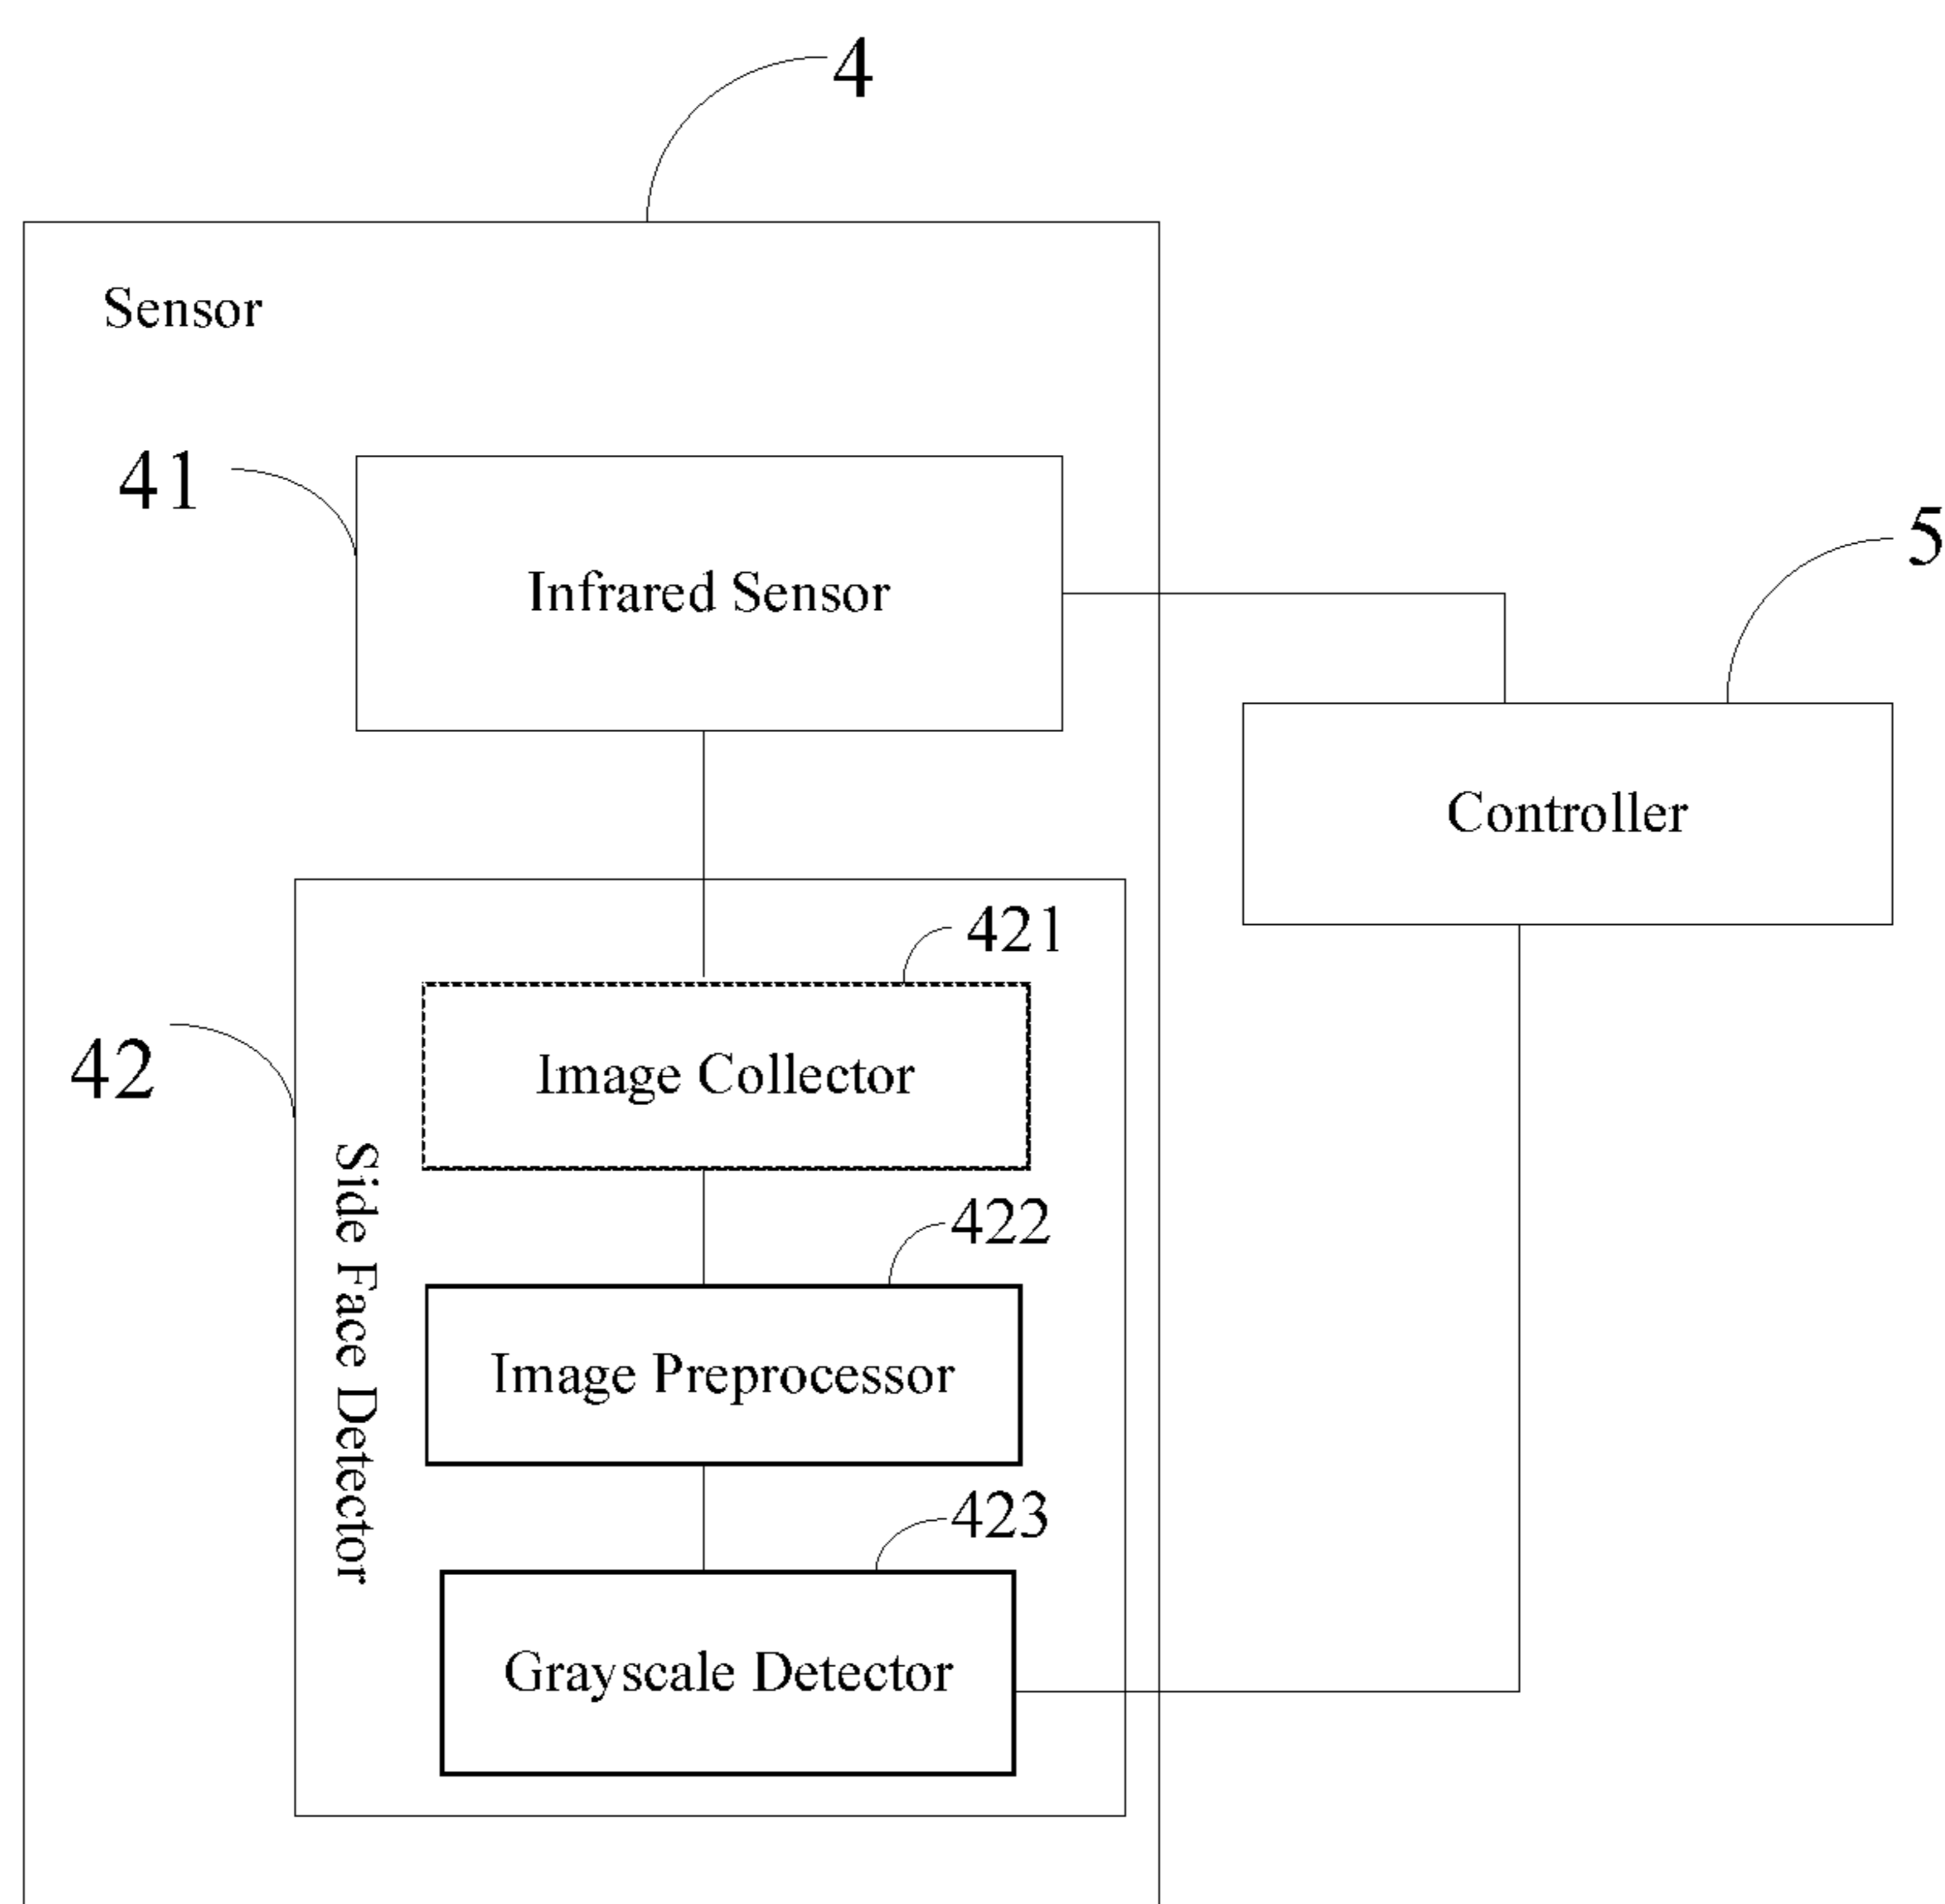 4
Sensor
41
Infrared Sensor
5
Controller
421
Image Collector
42
Side Face Detector
422
Image Preprocessor
423
Grayscale Detector